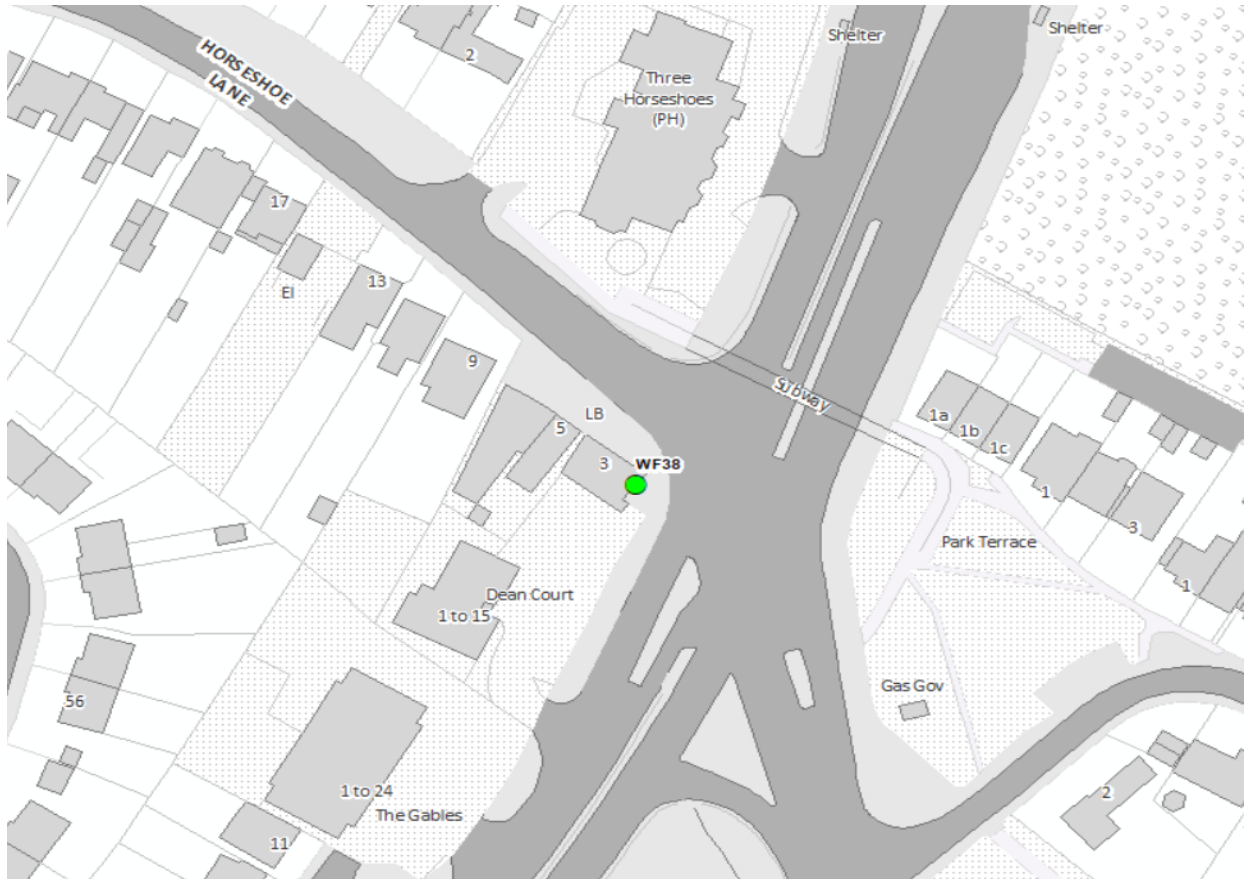 Shelter
Shelter
HORSESHOE
LANE
2
Three
Horseshoes
(PH)
17
13
El
9
Subway
1a
1b
1c
LB
5
3
WF38
1
3
Park Terrace
1
Dean Court
1 to 15
56
Gas Gov
2
1 to 24
The Gables
11